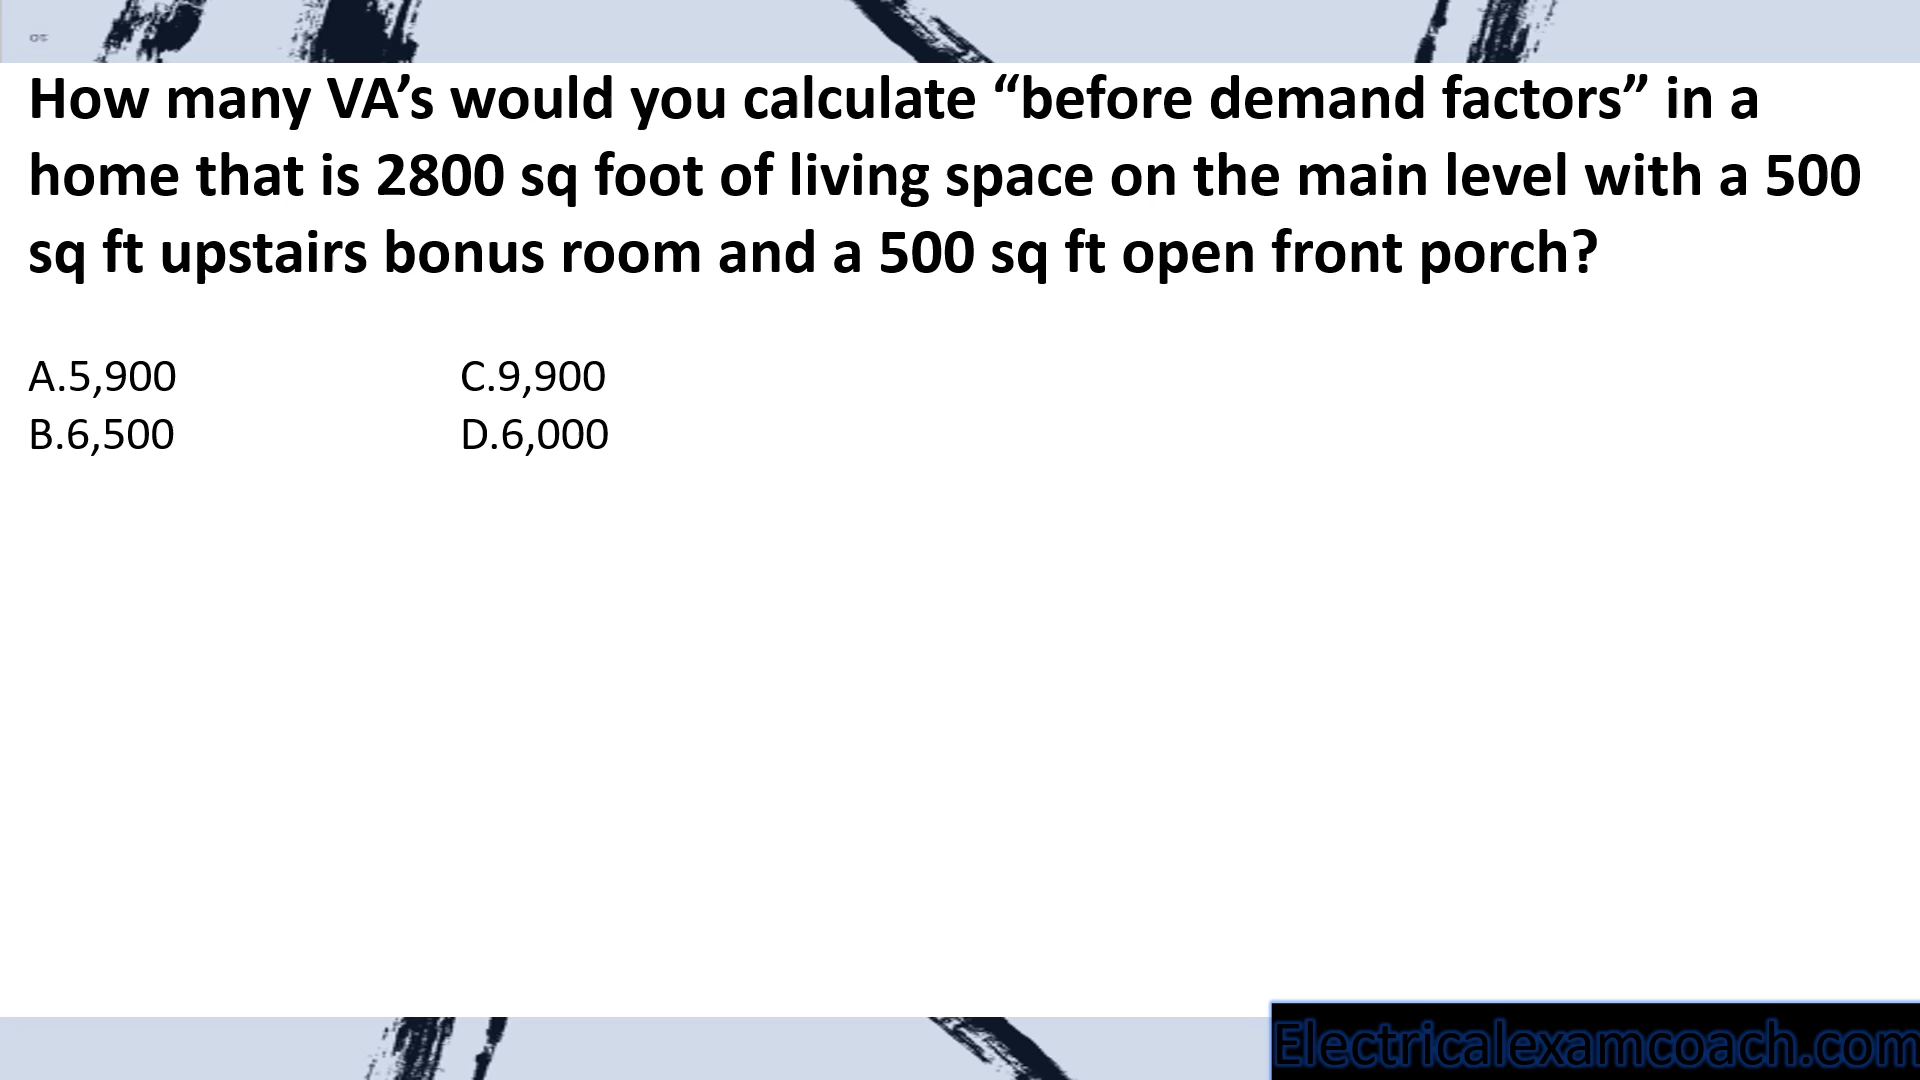 How many VA’s would you calculate “before demand factors” in a
home that is 2800 sq foot of living space on the main level with a 500
sq ft upstairs bonus room and a 500 sq ft open front porch?
A.5,900 C.9,900
B.6,500 D.6,000
Electricalexamcoach.com